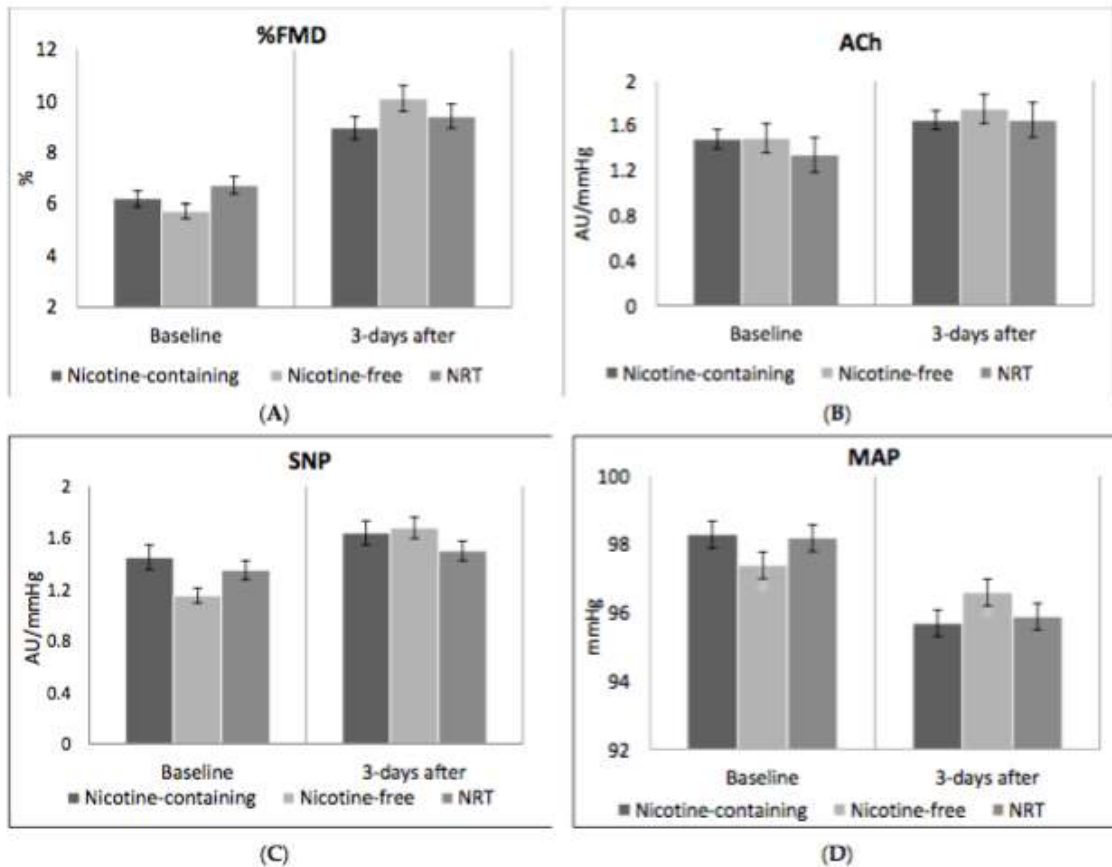 %FMD
12
10
8
6
4
2
%
Baseline 3-days after
Nicotine-containing Nicotine-free NRT
(A)
ACh
2
1.6
1.2
0.8
0.4
0
AU/mmHg
Baseline 3-days after
Nicotine-containing Nicotine-free NRT
(B)
SNP
2
1.6
1.2
0.8
0.4
0
AU/mmHg
Baseline 3-days after
Nicotine-containing Nicotine-free NRT
(C)
MAP
100
98
96
94
92
mmHg
Baseline 3-days after
Nicotine-containing Nicotine-free NRT
(D)